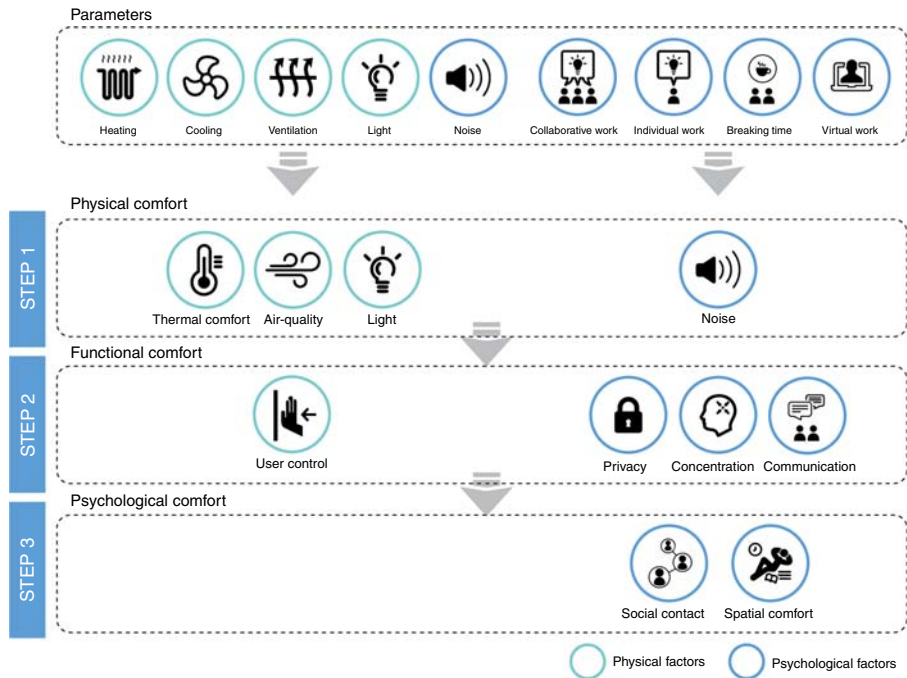 Parameters
Heating
Cooling
Ventilation
Light
Noise
Collaborative work
Individual work
Breaking time
Virtual work
STEP 1
Physical comfort
Thermal comfort
Air-quality
Light
Noise
STEP 2
Functional comfort
User control
Privacy
Concentration
Communication
STEP 3
Psychological comfort
Social contact
Spatial comfort
Physical factors
Psychological factors